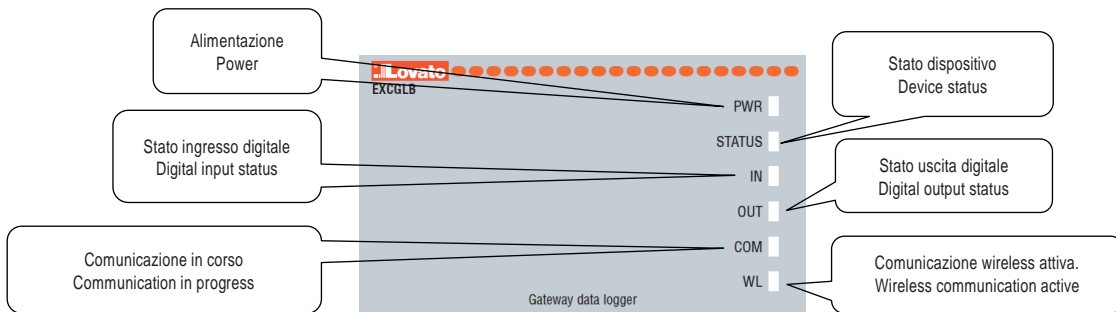 Alimentazione
Power
Lovato
EXCGLB
Stato dispositivo
Device status
PWR
STATUS
Stato ingresso digitale
Digital input status
IN
Stato uscita digitale
Digital output status
OUT
COM
Comunicazione in corso
Communication in progress
WL
Comunicazione wireless attiva.
Wireless communication active
Gateway data logger